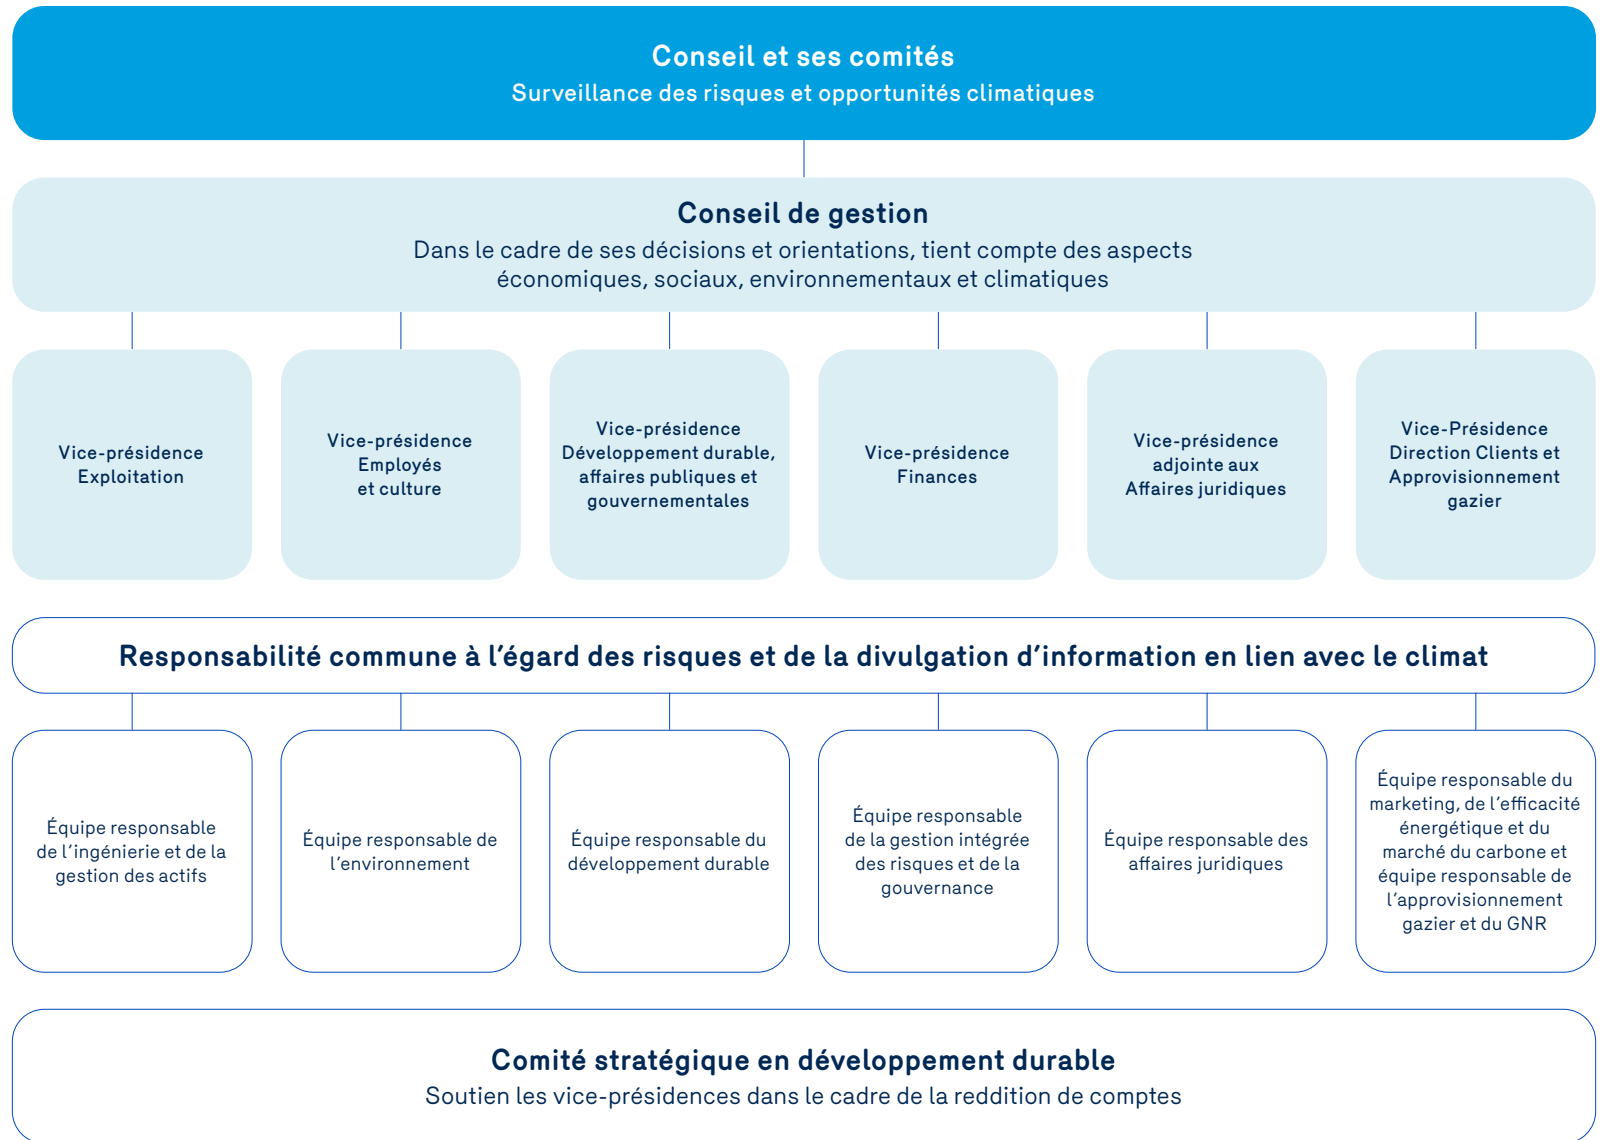 Conseil et ses comités
Surveillance des risques et opportunités climatiques
Conseil de gestion
Dans le cadre de ses décisions et orientations, tient compte des aspects
économiques, sociaux, environnementaux et climatiques
Vice-présidence
Exploitation
Vice-présidence
Employés
et culture
Vice-présidence
Développement durable,
affaires publiques et
gouvernementales
Vice-présidence
Finances
Vice-présidence
adjointe aux
Affaires juridiques
Vice-Présidence
Direction Clients et
Approvisionnement
gazier
Responsabilité commune à l’égard des risques et de la divulgation d’information en lien avec le climat
Équipe responsable
de l’ingénierie et de la
gestion des actifs
Équipe responsable de
l’environnement
Équipe responsable du
développement durable
Équipe responsable
de la gestion intégrée
des risques et de la
gouvernance
Équipe responsable des
affaires juridiques
Équipe responsable du
marketing, de l’efficacité
énergétique et du
marché du carbone et
équipe responsable de
l’approvisionnement
gazier et du GNR
Comité stratégique en développement durable
Soutien les vice-présidences dans le cadre de la reddition de comptes